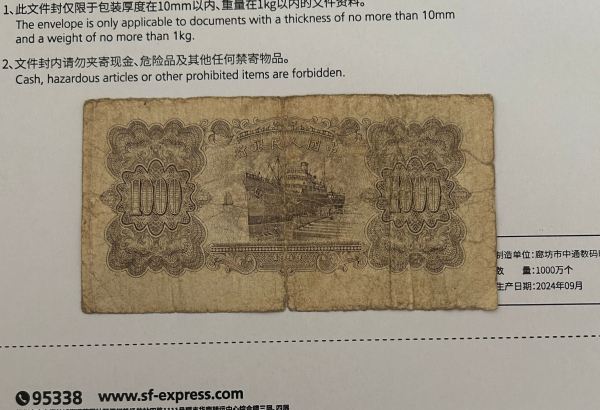 1、此文件封仅限于包装厚度在10mm以内、重量在1kg以内的文件资料。
The envelope is only applicable to documents with a thickness of no more than 10mm
and a weight of no more than 1kg.
2、文件封内请勿夹寄现金、危险品及其他任何禁寄物品。
Cash, hazardous articles or other prohibited items are forbidden.
1000
1000
制造单位：廊坊市中通数码
数 量：1000万个
生产日期：2024年09月
95338 www.sf-express.com